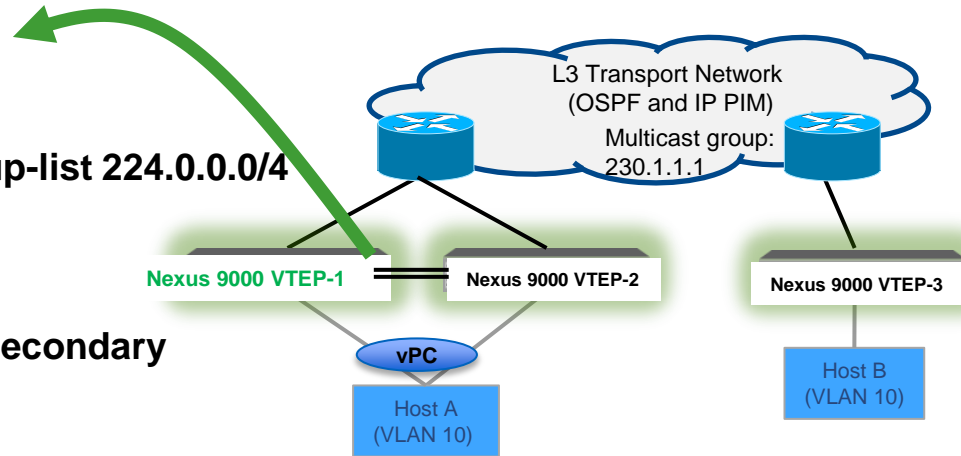 L3 Transport Network
(OSPF and IP PIM)
Multicast group:
230.1.1.1
up-list 224.0.0.0/4
Nexus 9000 VTEP-1
Nexus 9000 VTEP-2
Nexus 9000 VTEP-3
econdary
vPC
Host A
(VLAN 10)
Host B
(VLAN 10)